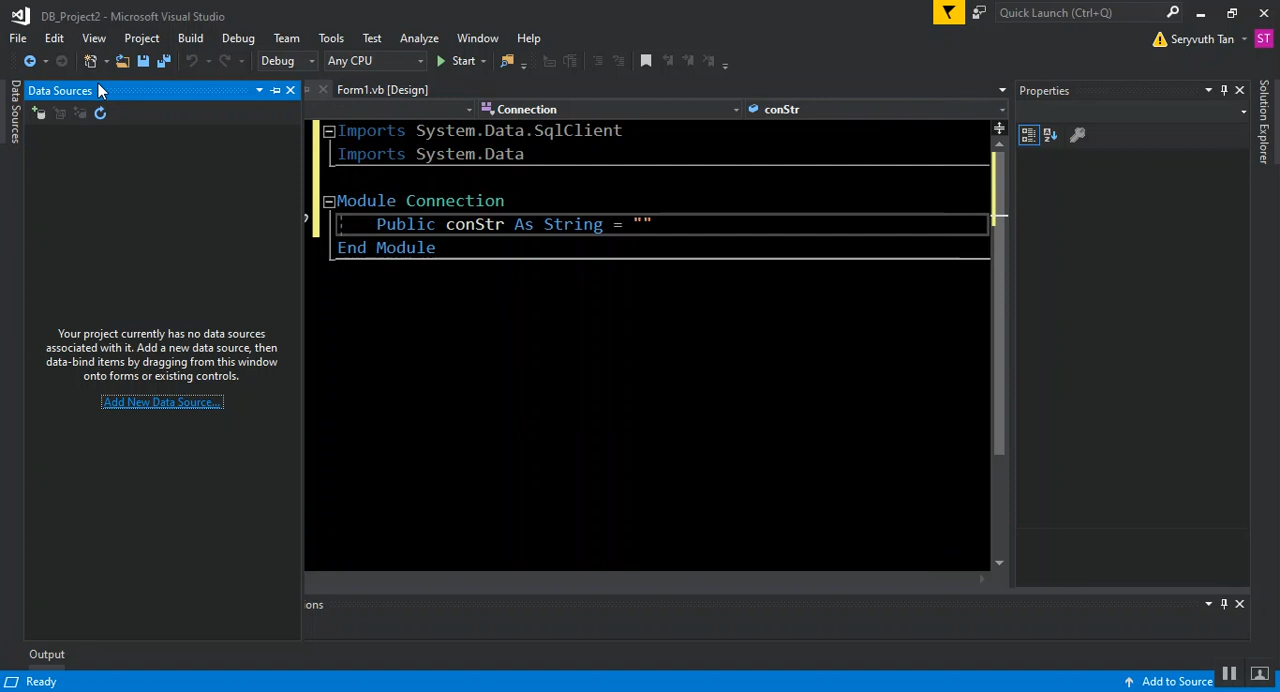 DB_Project2 - Microsoft Visual Studio
Quick Launch (Ctrl+Q)
File Edit View Project Build Debug Team Tools Test Analyze Window Help
Seryvuth Tan
ST
Debug
Any CPU
Start
Data Sources
Data Sources
Form1.vb [Design]
Properties
Solution Explorer
Connection
conStr
Imports System.Data.SqlClient
Imports System.Data
Module Connection
Public conStr As String = ""
End Module
Your project currently has no data sources
associated with it. Add a new data source, then
data-bind items by dragging from this window
onto forms or existing controls.
Add New Data Source...
ons
Output
Ready
Add to Source